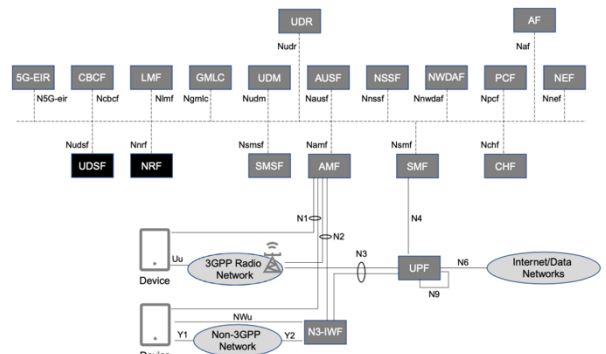 UDR
AF
Nudr
Naf
5G-EIR
CBCF
LMF
GMLC
UDM
AUSF
NSSF
NWDAF
PCF
NEF
N5G-eir
Ncbcf
Nlmf
Ngmlc
Nudm
Nausf
Nnssf
Nnwdaf
Npcf
Nnef
Nudsf
Nnrf
Nsmsf
Namf
Nsmf
Nchf
UDSF
NRF
SMSF
AMF
SMF
CHF
N1
N2
N4
Uu
3GPP Radio
Network
N3
UPF
N6
Internet/Data
Networks
Device
N9
NWu
Y1
Non-3GPP
Network
Y2
N3-IWF
Device